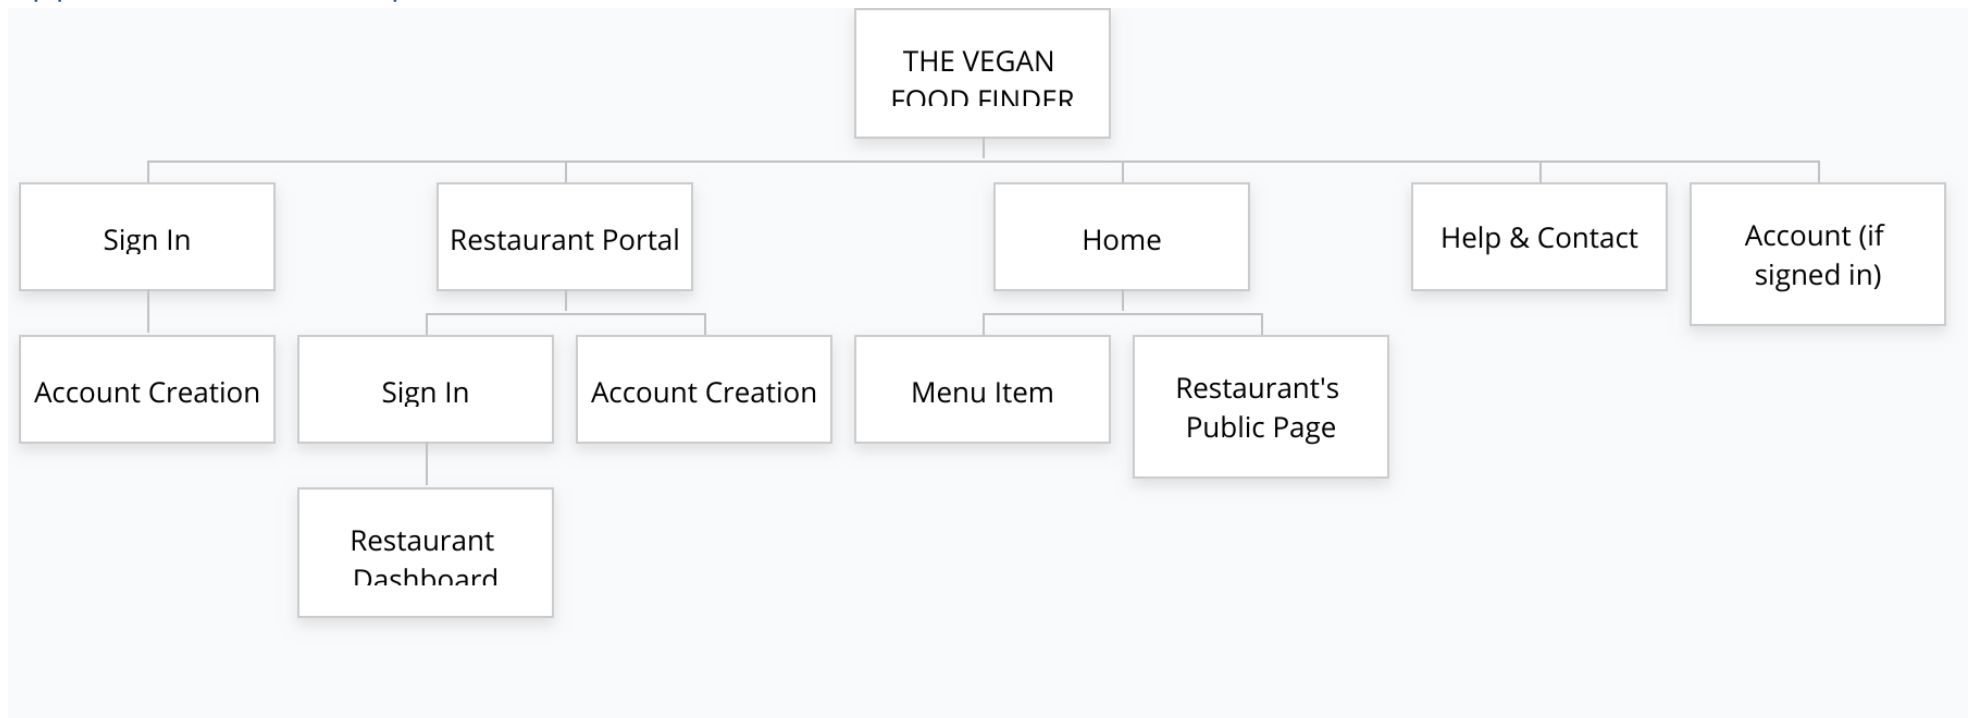 THE VEGAN
FOOD FINDER
Sign In
Restaurant Portal
Home
Help & Contact
Account (if
signed in)
Account Creation
Sign In
Account Creation
Menu Item
Restaurant's
Public Page
Restaurant
Dashboard